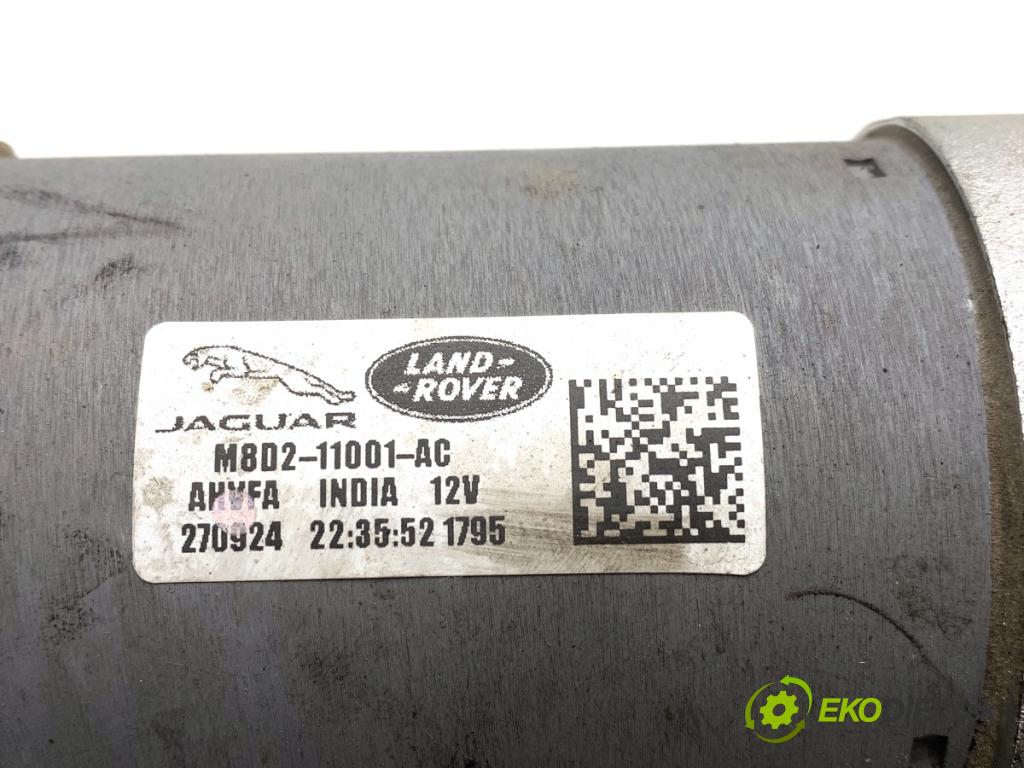 JAGUAR
LAND-
-ROVER
M8D2-11001-AC
INDIA 12V
270924 22:35:52 1795
EKO